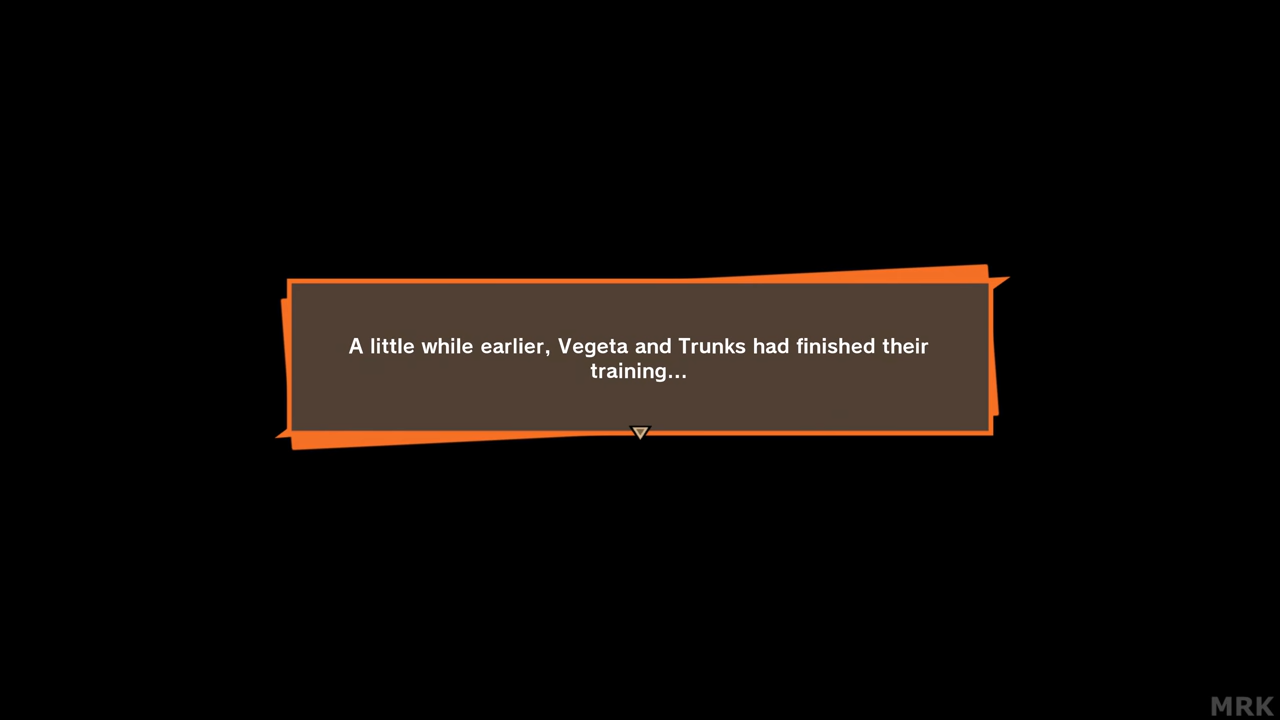 A little while earlier, Vegeta and Trunks had finished their
training...
MRK